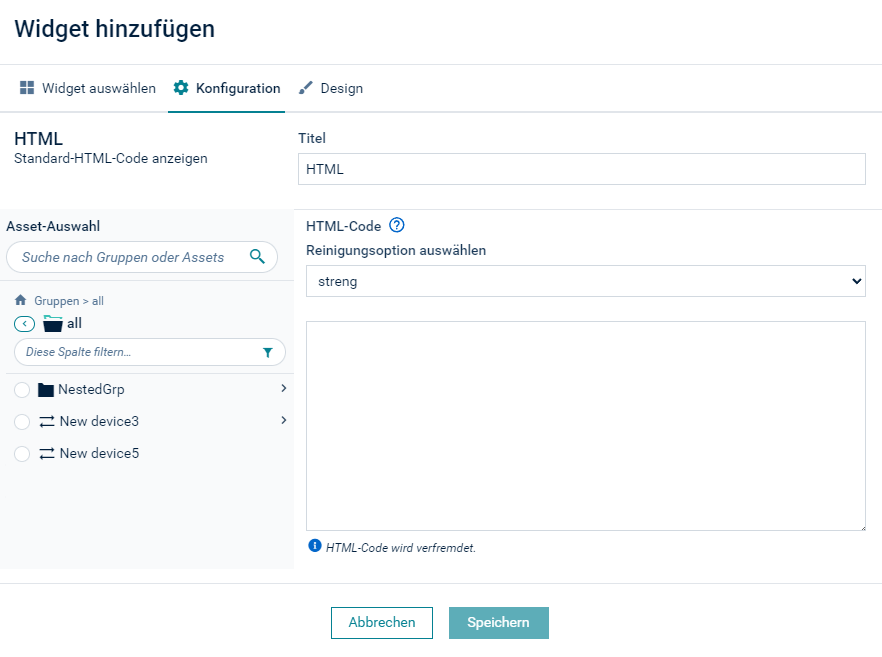 Widget hinzufügen
Widget auswählen
Konfiguration
Design
HTML
Standard-HTML-Code anzeigen
Titel
HTML
Asset-Auswahl
Suche nach Gruppen oder Assets
Gruppen > all
all
Diese Spalte filtern...
NestedGrp
New device3
New device5
HTML-Code
Reinigungsoption auswählen
streng
HTML-Code wird verfremdet.
Abbrechen
Speichern